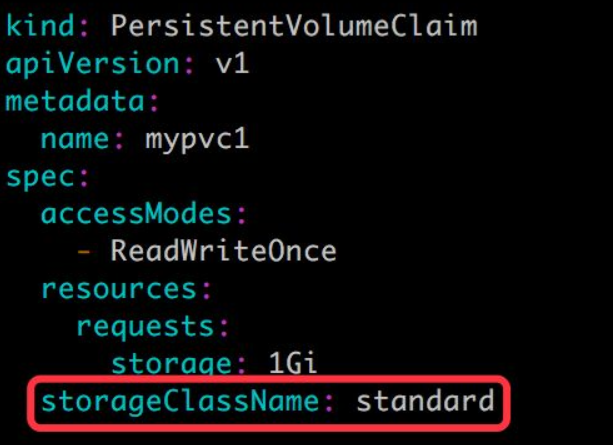 kind: PersistentVolumeClaim
apiVersion: v1
metadata:
  name: mypvc1
spec:
  accessModes:
    - ReadWriteOnce
  resources:
    requests:
      storage: 1Gi
  storageClassName: standard